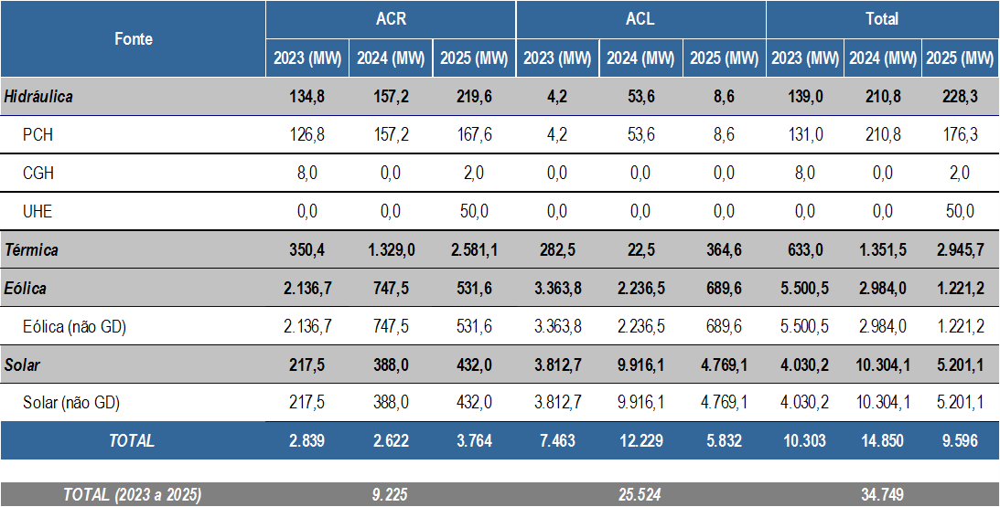 Fonte ACR ACL Total
2023 (MW) 2024 (MW) 2025 (MW) 2023 (MW) 2024 (MW) 2025 (MW) 2023 (MW) 2024 (MW) 2025 (MW)
Hidráulica 134,8 157,2 219,6 4,2 53,6 8,6 139,0 210,8 228,3
PCH 126,8 157,2 167,6 4,2 53,6 8,6 131,0 210,8 176,3
CGH 8,0 0,0 2,0 0,0 0,0 0,0 8,0 0,0 2,0
UHE 0,0 0,0 50,0 0,0 0,0 0,0 0,0 0,0 50,0
Térmica 350,4 1.329,0 2.581,1 282,5 22,5 364,6 633,0 1.351,5 2.945,7
Eólica 2.136,7 747,5 531,6 3.363,8 2.236,5 689,6 5.500,5 2.984,0 1.221,2
Eólica (não GD) 2.136,7 747,5 531,6 3.363,8 2.236,5 689,6 5.500,5 2.984,0 1.221,2
Solar 217,5 388,0 432,0 3.812,7 9.916,1 4.769,1 4.030,2 10.304,1 5.201,1
Solar (não GD) 217,5 388,0 432,0 3.812,7 9.916,1 4.769,1 4.030,2 10.304,1 5.201,1
TOTAL 2.839 2.622 3.764 7.463 12.229 5.832 10.303 14.850 9.596
TOTAL (2023 a 2025) 9.225 25.524 34.749